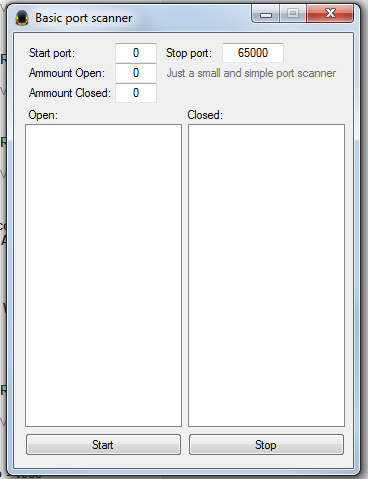 Basic port scanner
Start port: 0 Stop port: 65000
Ammount Open: 0 Just a small and simple port scanner
Ammount Closed: 0
Open: Closed:
Start Stop